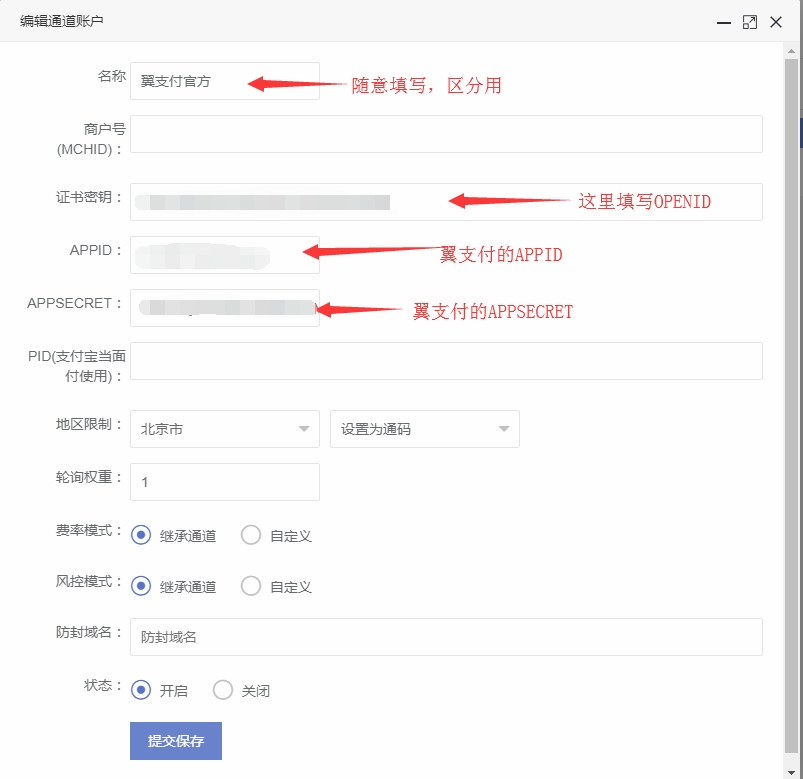 编辑通道账户
名称
翼支付官方
随意填写，区分用
商户号
(MCHID)：
证书密钥：
这里填写OPENID
APPID：
翼支付的APPID
APPSECRET：
翼支付的APPSECRET
PID(支付宝当面
付使用)：
地区限制：
北京市
设置为通码
轮询权重：
1
费率模式：
继承通道
自定义
风控模式：
继承通道
自定义
防封域名：
防封域名
状态：
开启
关闭
提交保存